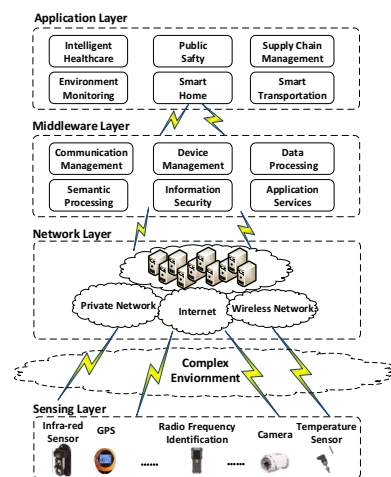 Application Layer
Intelligent Public Supply Chain
Healthcare Safty Management
Environment Smart Smart
Monitoring Home Transportation
Middleware Layer
Communication Device Data
Management Management Processing
Semantic Information Application
Processing Security Services
Network Layer
Private Network Internet Wireless Network
Complex
Enviornment
Sensing Layer
Infra-red GPS Radio Frequency Camera Temperature
Sensor Identification Sensor
...... ......